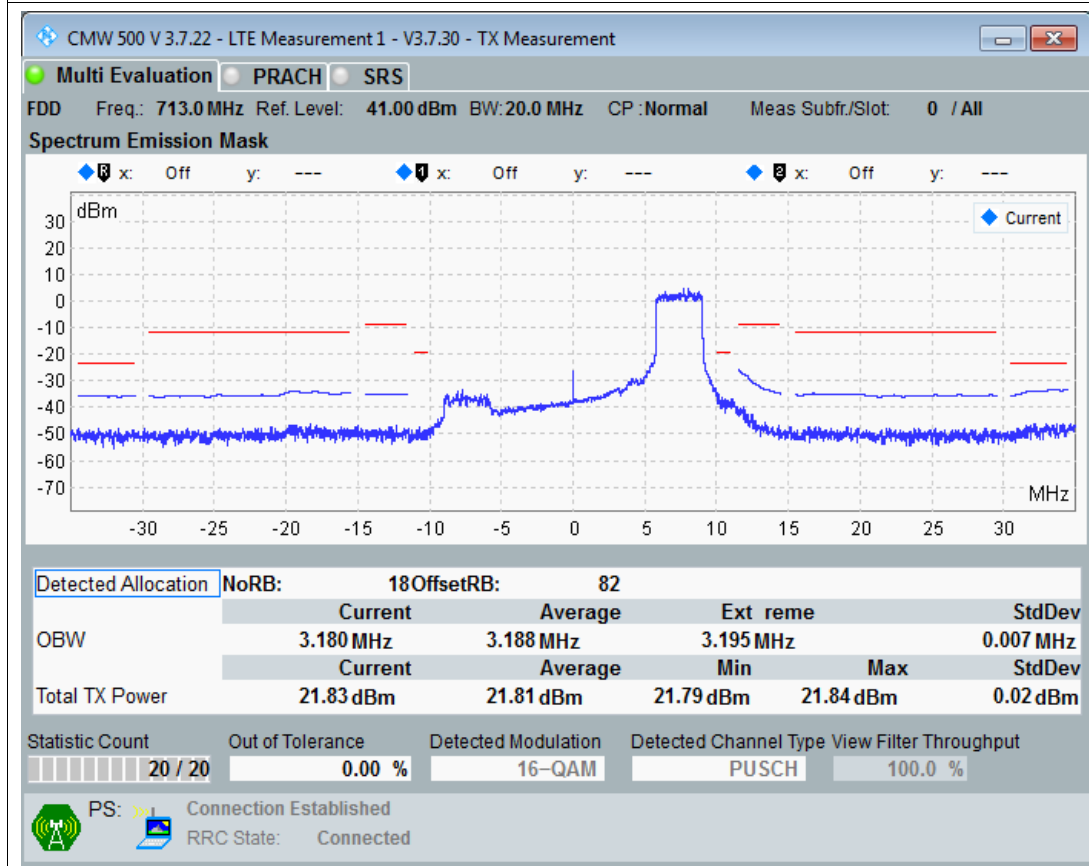 CMW 500 V 3.7.22 - LTE Measurement 1 - V3.7.30 - TX Measurement
Multi Evaluation PRACH SRS
FDD Freq.: 713.0 MHz Ref. Level: 41.00 dBm BW: 20.0 MHz CP : Normal Meas Subfr./Slot: 0 / All
Spectrum Emission Mask
R x: Off y: --- 1 x: Off y: --- 2 x: Off y: ---
dBm
Current
30
20
10
0
-10
-20
-30
-40
-50
-60
-70
MHz
-30 -25 -20 -15 -10 -5 0 5 10 15 20 25 30
Detected Allocation NoRB: 18 OffsetRB: 82
Current Average Ext reme StdDev
OBW 3.180 MHz 3.188 MHz 3.195 MHz 0.007 MHz
Current Average Min Max StdDev
Total TX Power 21.83 dBm 21.81 dBm 21.79 dBm 21.84 dBm 0.02 dBm
Statistic Count Out of Tolerance Detected Modulation Detected Channel Type View Filter Throughput
20 / 20 0.00 % 16-QAM PUSCH 100.0 %
PS: Connection Established
RRC State: Connected